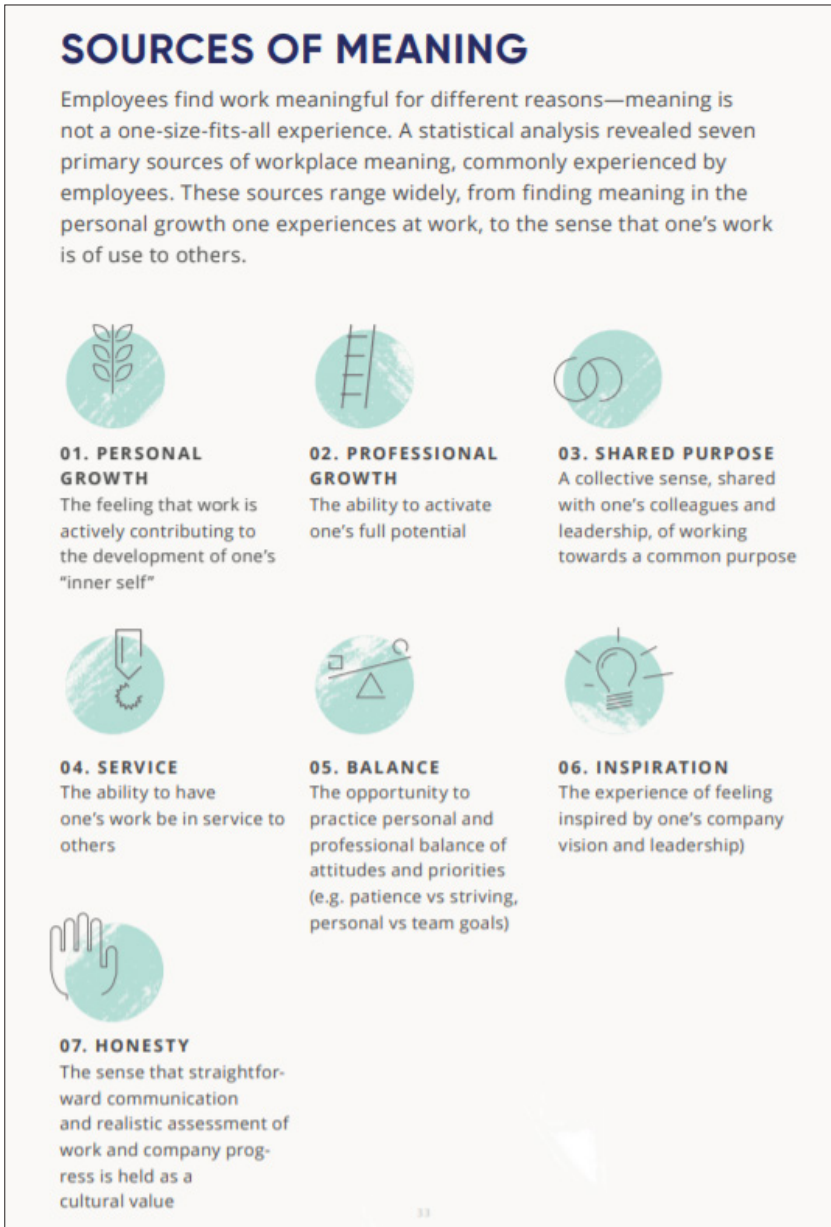 SOURCES OF MEANING
Employees find work meaningful for different reasons—meaning is
not a one-size-fits-all experience. A statistical analysis revealed seven
primary sources of workplace meaning, commonly experienced by
employees. These sources range widely, from finding meaning in the
personal growth one experiences at work, to the sense that one’s work
is of use to others.
01. PERSONAL
GROWTH
The feeling that work is
actively contributing to
the development of one’s
“inner self”
02. PROFESSIONAL
GROWTH
The ability to activate
one’s full potential
03. SHARED PURPOSE
A collective sense, shared
with one’s colleagues and
leadership, of working
towards a common purpose
04. SERVICE
The ability to have
one’s work be in service to
others
05. BALANCE
The opportunity to
practice personal and
professional balance of
attitudes and priorities
(e.g. patience vs striving,
personal vs team goals)
06. INSPIRATION
The experience of feeling
inspired by one’s company
vision and leadership)
07. HONESTY
The sense that straightfor-
ward communication
and realistic assessment of
work and company prog-
ress is held as a
cultural value
33